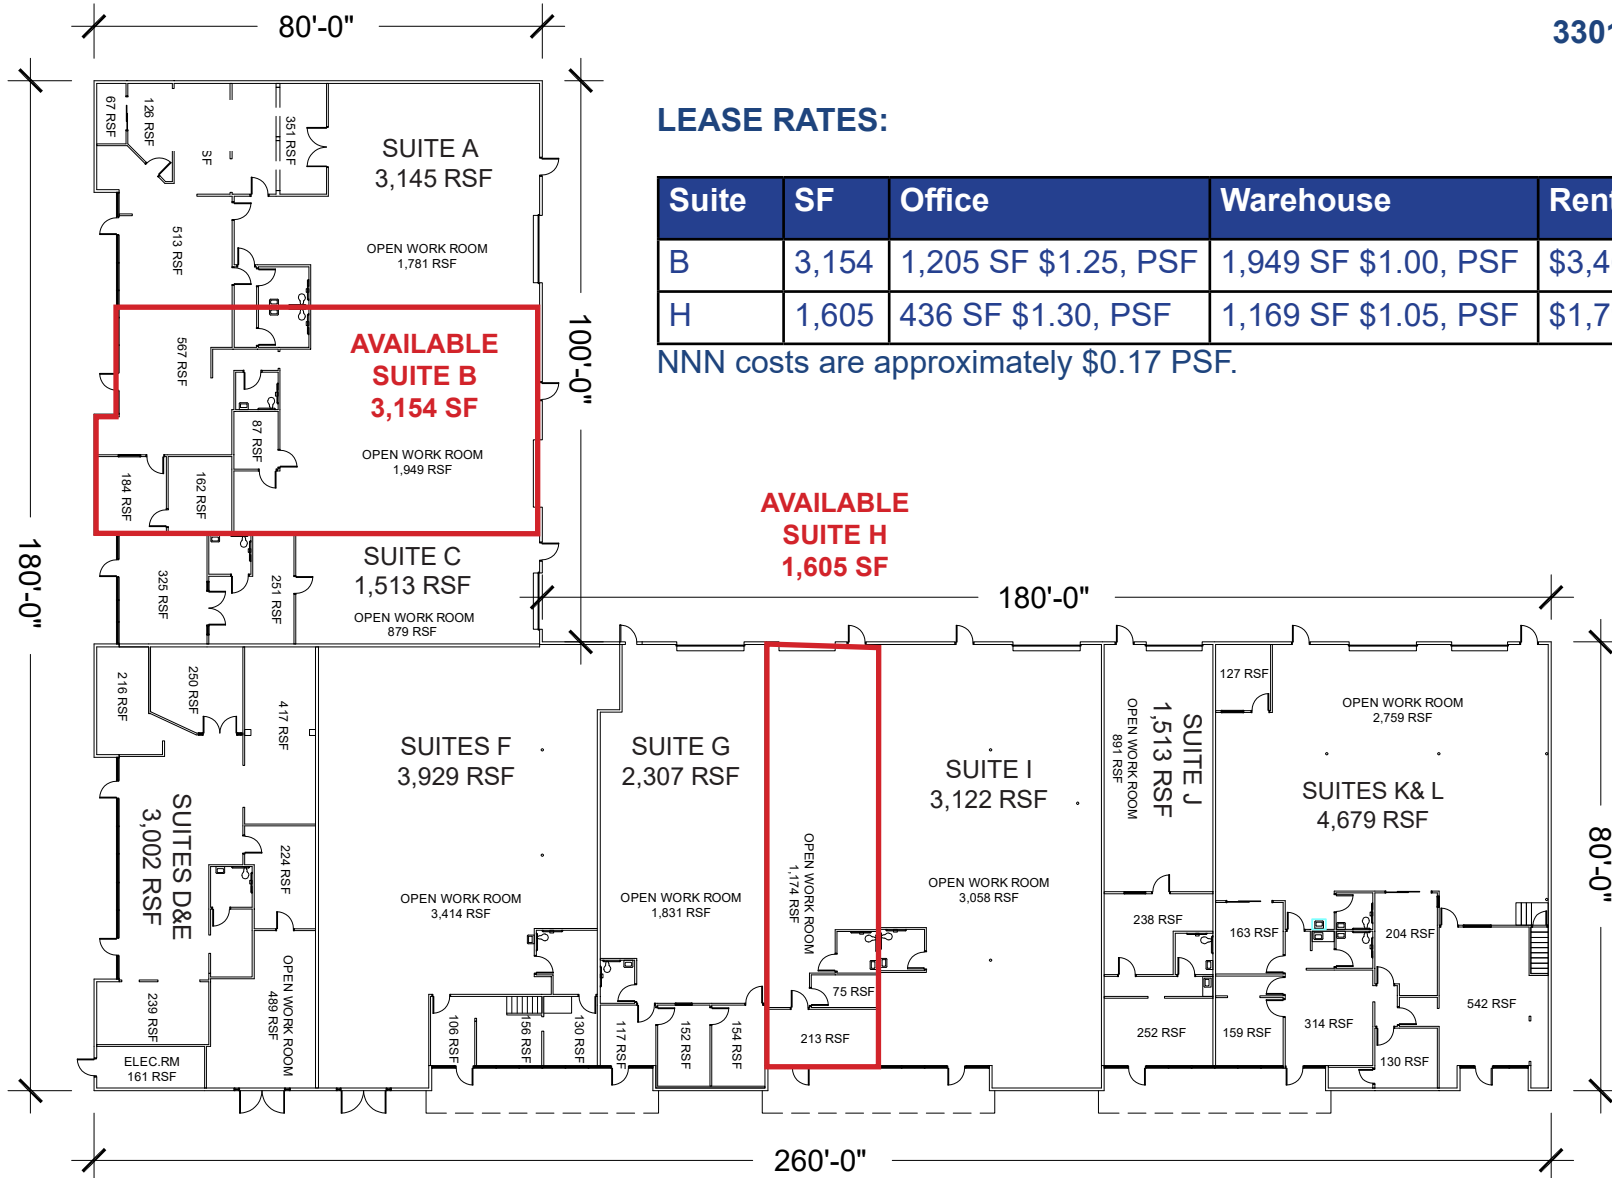 80'-0"
3301
LEASE RATES:
Suite SF Office Warehouse Rent
B 3,154 1,205 SF $1.25, PSF 1,949 SF $1.00, PSF $3,4
H 1,605 436 SF $1.30, PSF 1,169 SF $1.05, PSF $1,7
NNN costs are approximately $0.17 PSF.
67 RSF
126 RSF
SF
351 RSF
SUITE A
3,145 RSF
513 RSF
OPEN WORK ROOM
1,781 RSF
100'-0"
567 RSF
AVAILABLE
SUITE B
3,154 SF
87 RSF
OPEN WORK ROOM
1,949 RSF
184 RSF
162 RSF
180'-0"
325 RSF
251 RSF
SUITE C
1,513 RSF
OPEN WORK ROOM
879 RSF
AVAILABLE
SUITE H
1,605 SF
180'-0"
216 RSF
250 RSF
417 RSF
SUITES D&E
3,002 RSF
224 RSF
239 RSF
OPEN WORK ROOM
489 RSF
ELEC.RM
161 RSF
SUITES F
3,929 RSF
OPEN WORK ROOM
3,414 RSF
106 RSF
156 RSF
130 RSF
SUITE G
2,307 RSF
OPEN WORK ROOM
1,831 RSF
117 RSF
152 RSF
154 RSF
OPEN WORK ROOM
1,174 RSF
75 RSF
213 RSF
SUITE I
3,122 RSF
OPEN WORK ROOM
3,058 RSF
SUITE J
1,513 RSF
OPEN WORK ROOM
891 RSF
238 RSF
252 RSF
127 RSF
OPEN WORK ROOM
2,759 RSF
SUITES K& L
4,679 RSF
163 RSF
204 RSF
159 RSF
314 RSF
542 RSF
130 RSF
80'-0"
260'-0"